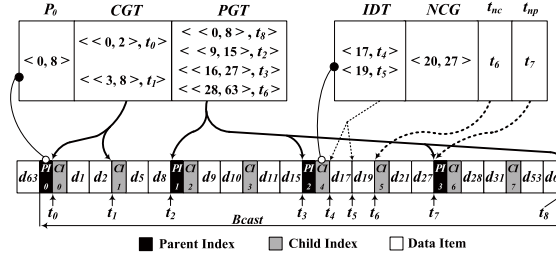 P0 CGT PGT IDT NCG tnc tnp
< 0, 8>
< < 0, 2 >, t0 >
< <3, 8>, t1 >
< < 0, 8>, t8 >
< < 9, 15>, t2 >
< <16, 27>, t3 >
< <28, 63>, t6 >
< 17, t4>
< 19, t5>
< 20, 27>
t6
t7
d63 PI 0 CI 0 d1 d2 CI 1 d5 d8 PI 1 CI 2 d9 d10 CI 3 d11 d15 PI 2 CI 4 d17 d19 CI 5 d21 d27 PI 3 CI 6 d28 d31 CI 7 d53
t0 t1 t2 t3 t4 t5 t6 t7 t8
Bcast
Parent Index Child Index Data Item